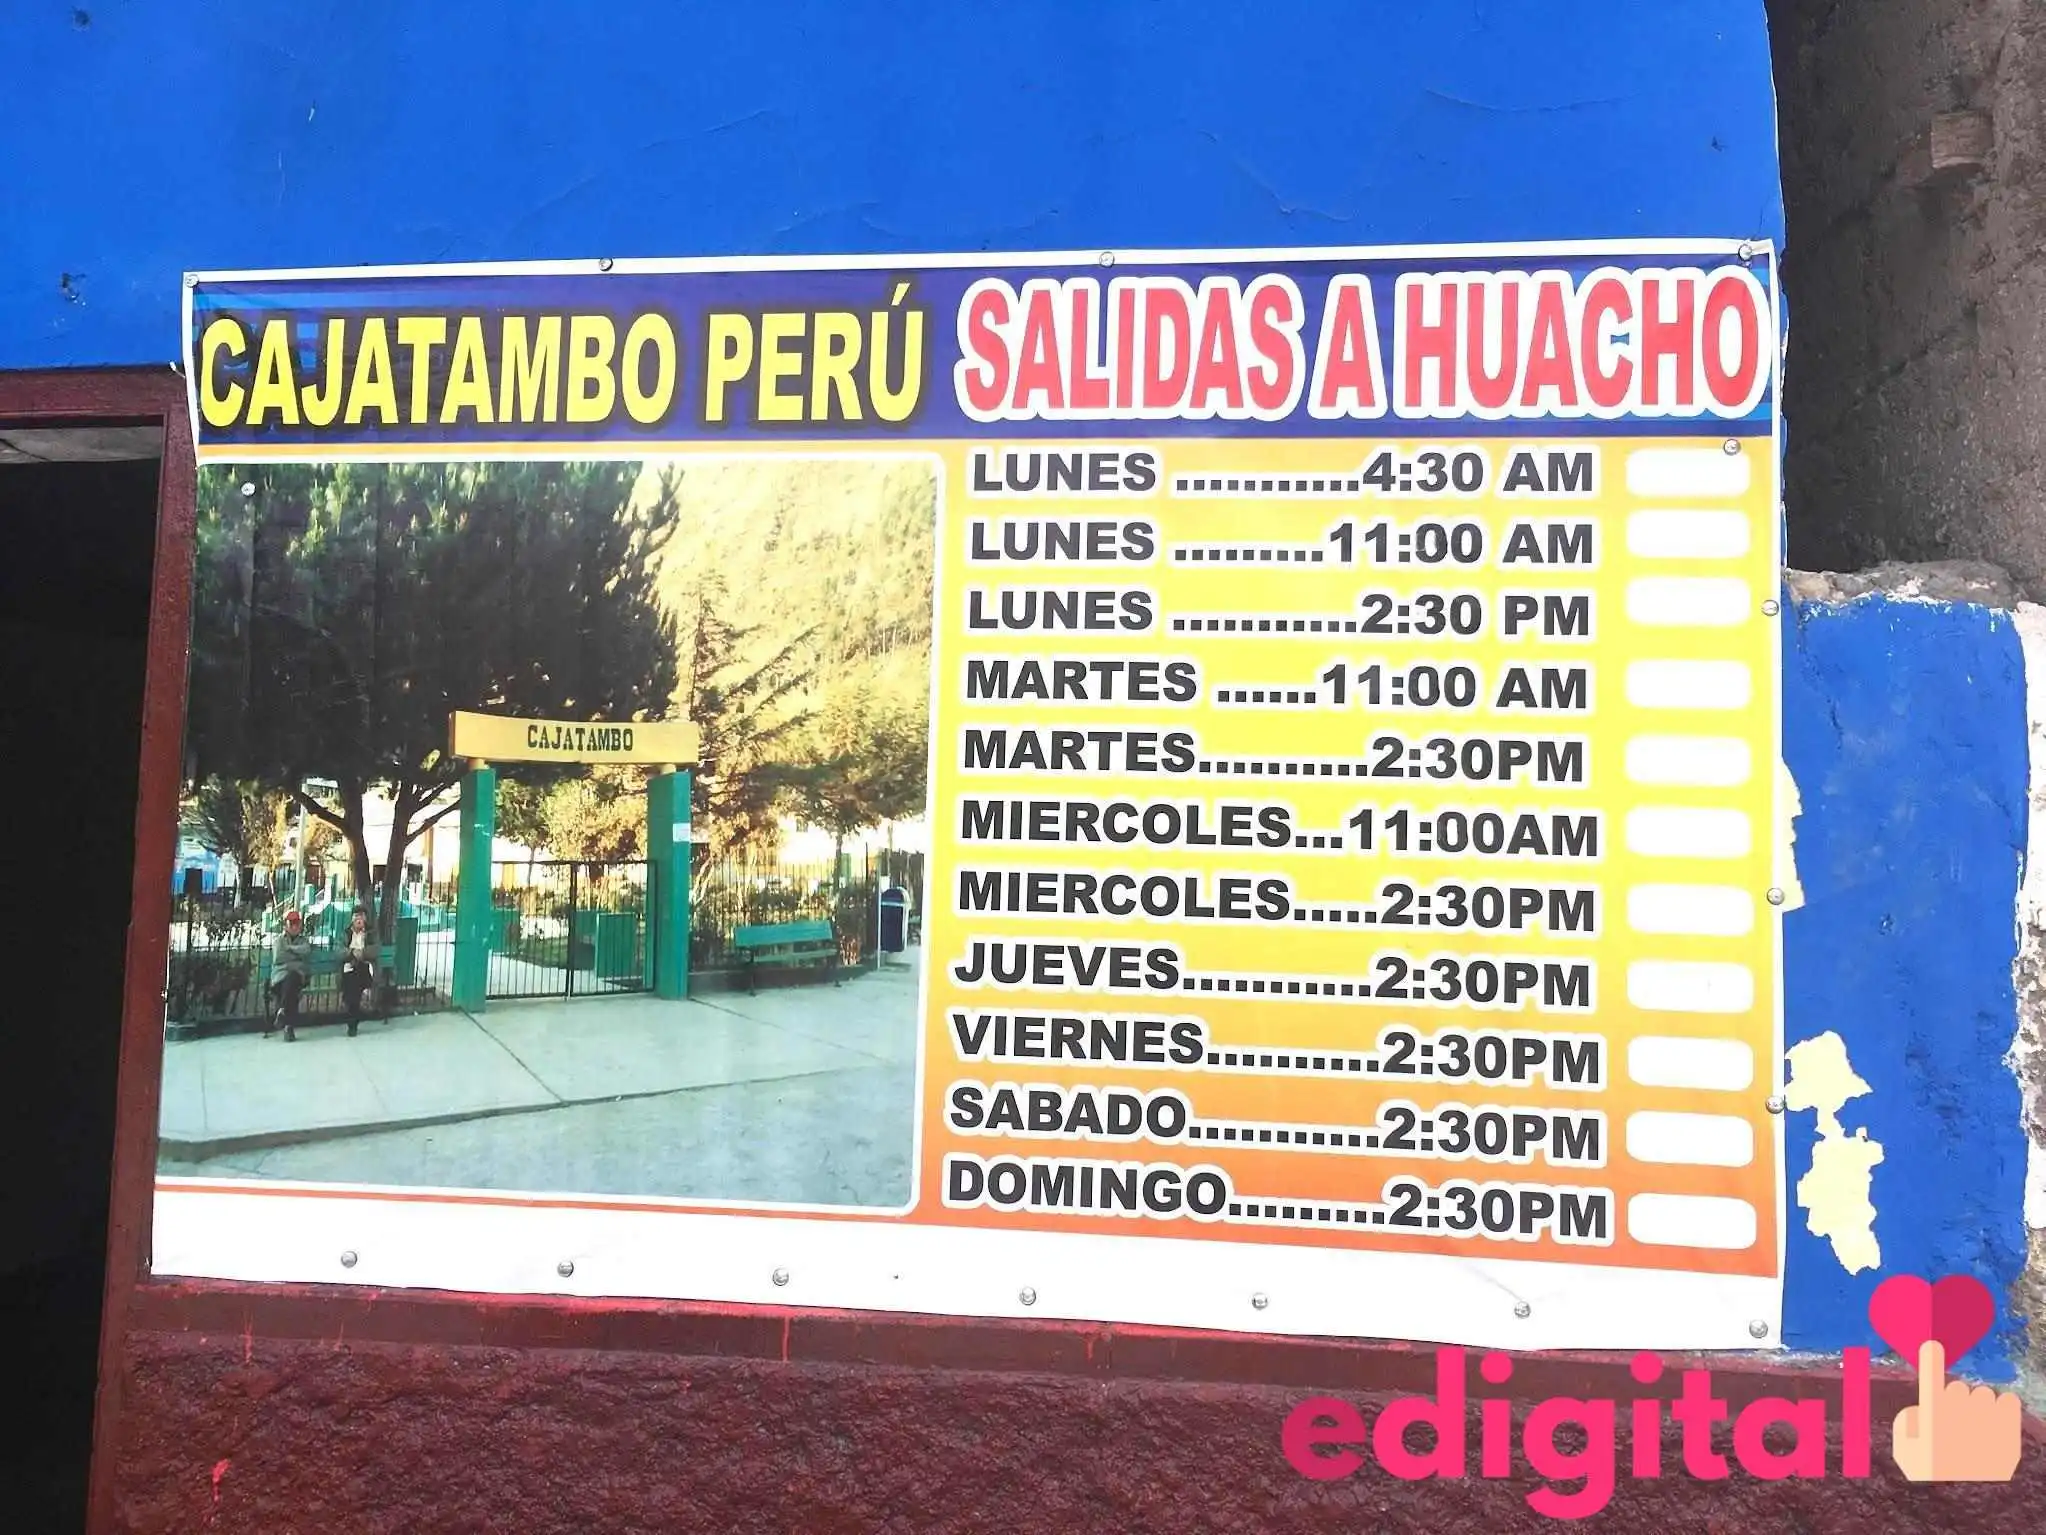 CAJATAMBO PERÚ SALIDAS A HUACHO
CAJATAMBO
LUNES ...........4:30 AM
LUNES .........11:00 AM
LUNES ...........2:30 PM
MARTES ......11:00 AM
MARTES..........2:30PM
MIERCOLES...11:00AM
MIERCOLES.....2:30PM
JUEVES...........2:30PM
VIERNES..........2:30PM
SABADO...........2:30PM
DOMINGO.........2:30PM
edigital